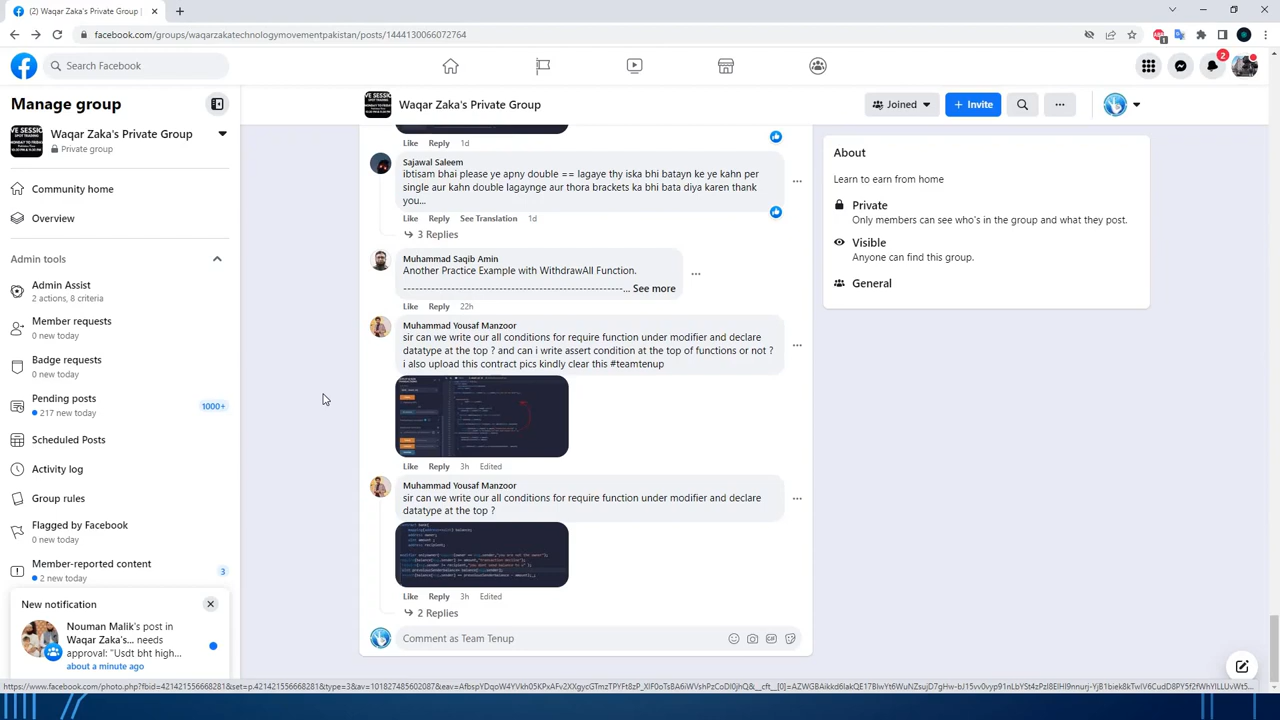 (2) Waqar Zaka's Private Group |
facebook.com/groups/waqarzakatechnologymovementpakistan/posts/1444130066072764
Search Facebook
2
Manage group
Waqar Zaka's Private Group
Private group
Community home
Overview
Admin tools
Admin Assist
2 actions, 8 criteria
Member requests
0 new today
Badge requests
0 new today
Pending posts
217 new today
1000+
Scheduled Posts
Activity log
Group rules
Flagged by Facebook
0 new today
Member-reported content
2 new today
New notification
Nouman Malik's post in
Waqar Zaka's... needs
approval: "Usdt bht high...
about a minute ago
Waqar Zaka's Private Group
Joined
+ Invite
Like Reply 1d
Sajawal Saleem
ibtisam bhai please ye apny double == lagaye thy iska bhi batayn ke ye kahn per
single aur kahn double lagaynge aur thora brackets ka bhi bata diya karen thank
you...
Like Reply See Translation 1d
3 Replies
Muhammad Saqib Amin
Another Practice Example with WithdrawAll Function.
-------------------------------------------------------... See more
Like Reply 22h
Muhammad Yousaf Manzoor
sir can we write our all conditions for require function under modifier and declare
datatype at the top ? and can i write assert condition at the top of functions or not ?
i also upload this contract pics kindly clear this #teamtenup
Like Reply 3h Edited
Muhammad Yousaf Manzoor
sir can we write our all conditions for require function under modifier and declare
datatype at the top ?
Like Reply 3h Edited
2 Replies
Comment as Team Tenup
GIF
About
Learn to earn from home
Private
Only members can see who's in the group and what they post.
Visible
Anyone can find this group.
General